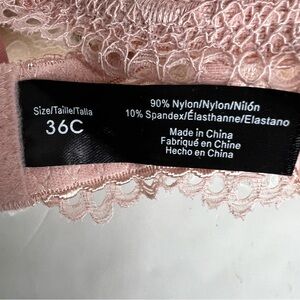 Size/Taille/Talla
36C
90% Nylon/Nylon/Nilón
10% Spandex/Élasthanne/Elastano
Made in China
Fabriqué en Chine
Hecho en China